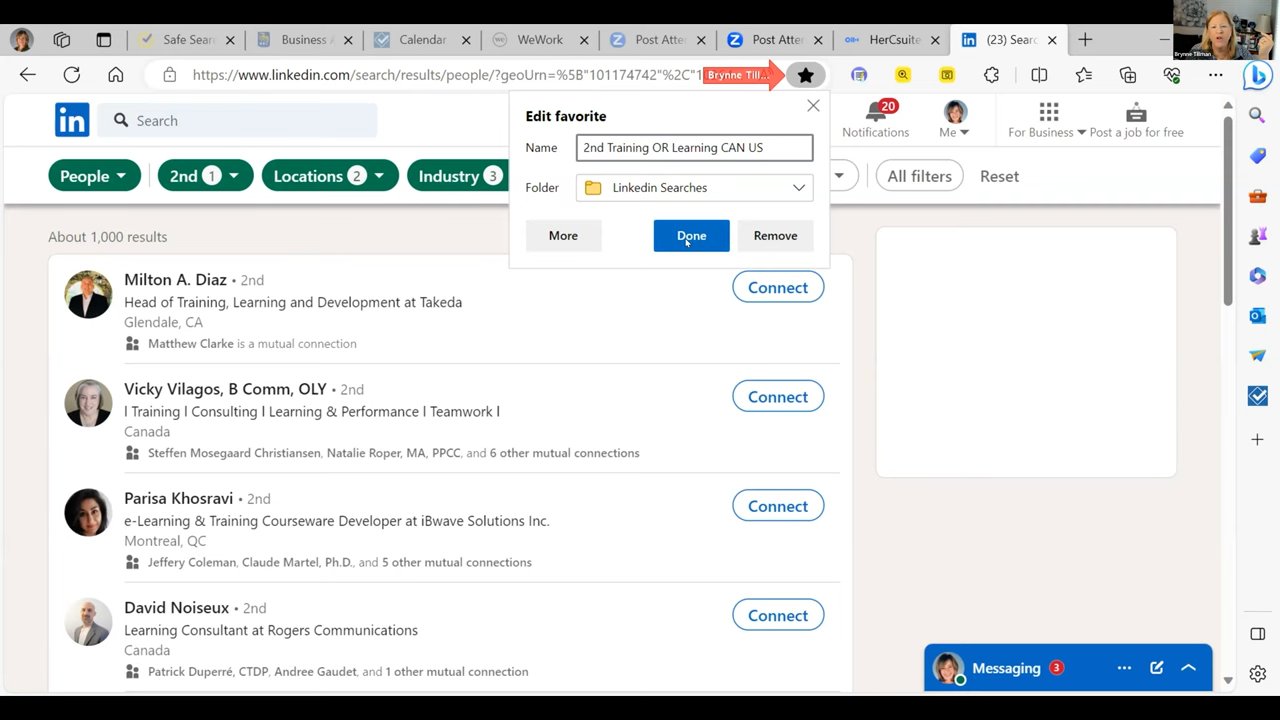 Safe Sear
Business A
Calendar
WeWork
Post Atte
Post Atter
HerCsuite
(23) Searc
Brynne Tillman
https://www.linkedin.com/search/results/people/?geoUrn=%5B"101174742"%2C"1
Brynne Till...
in
Search
20
Notifications
Me
For Business
Post a job for free
People
2nd 1
Locations 2
Industry 3
All filters
Reset
Edit favorite
Name
2nd Training OR Learning CAN US
Folder
Linkedin Searches
More
Done
Remove
About 1,000 results
Milton A. Diaz • 2nd
Head of Training, Learning and Development at Takeda
Glendale, CA
Matthew Clarke is a mutual connection
Connect
Vicky Vilagos, B Comm, OLY • 2nd
l Training l Consulting l Learning & Performance l Teamwork l
Canada
Steffen Mosegaard Christiansen, Natalie Roper, MA, PPCC, and 6 other mutual connections
Connect
Parisa Khosravi • 2nd
e-Learning & Training Courseware Developer at iBwave Solutions Inc.
Montreal, QC
Jeffery Coleman, Claude Martel, Ph.D., and 5 other mutual connections
Connect
David Noiseux • 2nd
Learning Consultant at Rogers Communications
Canada
Patrick Duperré, CTDP, Andree Gaudet, and 1 other mutual connection
Connect
Messaging 3